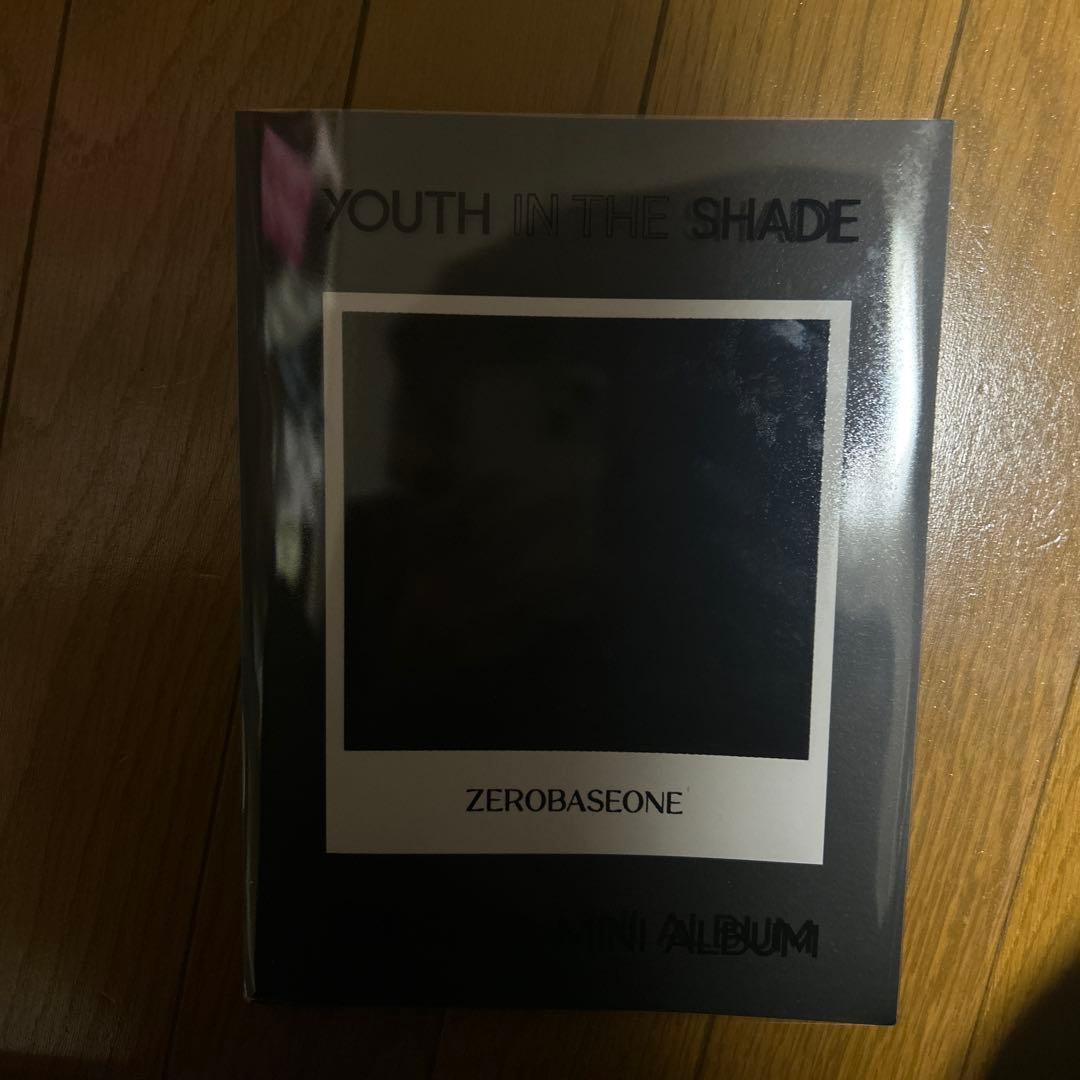 YOUTH IN THE SHADE
ZEROBASEONE
MINI ALBUM